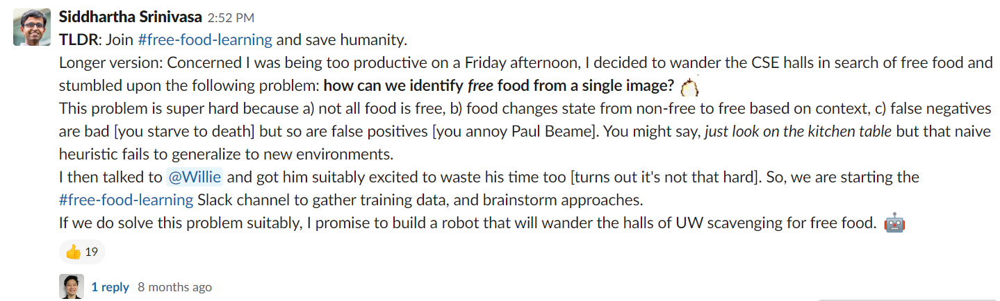 Siddhartha Srinivasa 2:52 PM
TLDR: Join #free-food-learning and save humanity.
Longer version: Concerned I was being too productive on a Friday afternoon, I decided to wander the CSE halls in search of free food and
stumbled upon the following problem: how can we identify free food from a single image?
This problem is super hard because a) not all food is free, b) food changes state from non-free to free based on context, c) false negatives
are bad [you starve to death] but so are false positives [you annoy Paul Beame]. You might say, just look on the kitchen table but that naive
heuristic fails to generalize to new environments.
I then talked to @Willie and got him suitably excited to waste his time too [turns out it's not that hard]. So, we are starting the
#free-food-learning Slack channel to gather training data, and brainstorm approaches.
If we do solve this problem suitably, I promise to build a robot that will wander the halls of UW scavenging for free food. 🤖
👍 19
1 reply 8 months ago